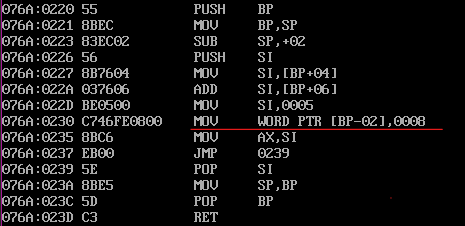 076A:0220 55 PUSH BP
076A:0221 8BEC MOV BP,SP
076A:0223 83EC02 SUB SP,+02
076A:0226 56 PUSH SI
076A:0227 8B7604 MOV SI,[BP+04]
076A:022A 037606 ADD SI,[BP+06]
076A:022D BE0500 MOV SI,0005
076A:0230 C746FE0800 MOV WORD PTR [BP-02],0008
076A:0235 8BC6 MOV AX,SI
076A:0237 EB00 JMP 0239
076A:0239 5E POP SI
076A:023A 8BE5 MOV SP,BP
076A:023C 5D POP BP
076A:023D C3 RET